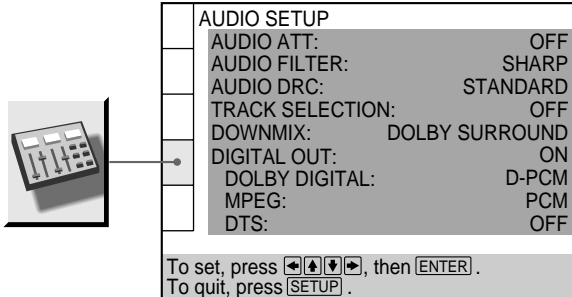 AUDIO SETUP
AUDIO ATT: OFF
AUDIO FILTER: SHARP
AUDIO DRC: STANDARD
TRACK SELECTION: OFF
DOWNMIX: DOLBY SURROUND
DIGITAL OUT: ON
DOLBY DIGITAL: D-PCM
MPEG: PCM
DTS: OFF
To set, press ←↑↓→, then ENTER.
To quit, press SETUP.